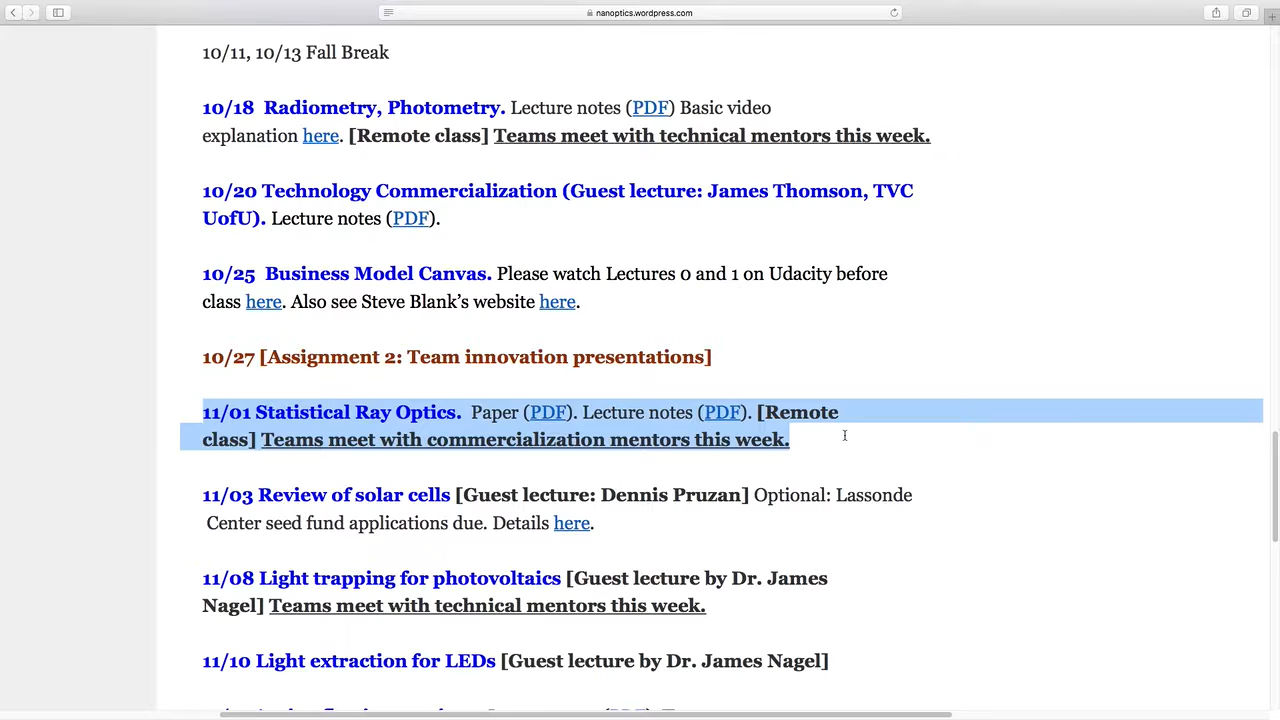 nanoptics.wordpress.com
10/11, 10/13 Fall Break
10/18  Radiometry, Photometry. Lecture notes (PDF) Basic video
explanation here. [Remote class] Teams meet with technical mentors this week.
10/20 Technology Commercialization (Guest lecture: James Thomson, TVC
UofU). Lecture notes (PDF).
10/25  Business Model Canvas. Please watch Lectures 0 and 1 on Udacity before
class here. Also see Steve Blank’s website here.
10/27 [Assignment 2: Team innovation presentations]
11/01 Statistical Ray Optics.  Paper (PDF). Lecture notes (PDF). [Remote
class] Teams meet with commercialization mentors this week.
11/03 Review of solar cells [Guest lecture: Dennis Pruzan] Optional: Lassonde
Center seed fund applications due. Details here.
11/08 Light trapping for photovoltaics [Guest lecture by Dr. James
Nagel] Teams meet with technical mentors this week.
11/10 Light extraction for LEDs [Guest lecture by Dr. James Nagel]